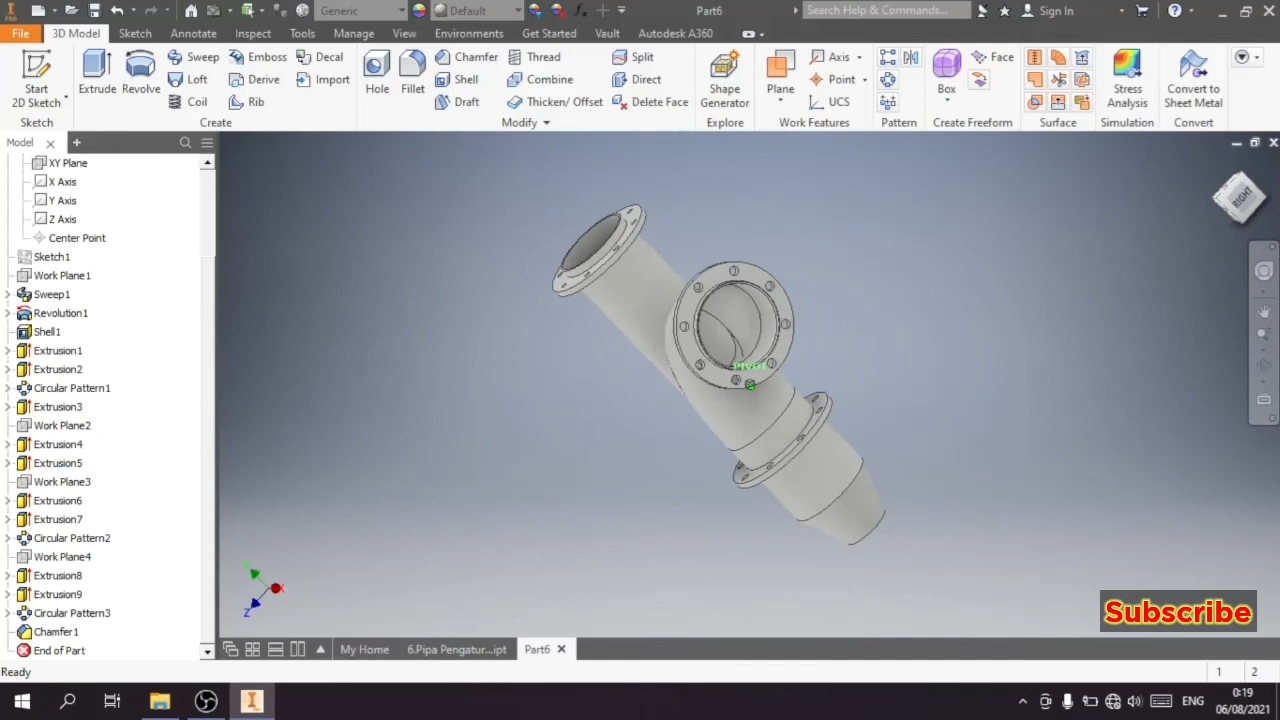 Generic
Default
Part6
Search Help & Commands...
Sign In
PRO
File
3D Model
Sketch
Annotate
Inspect
Tools
Manage
View
Environments
Get Started
Vault
Autodesk A360
Start
2D Sketch
Extrude
Revolve
Sweep
Loft
Coil
Emboss
Derive
Rib
Decal
Import
Hole
Fillet
Chamfer
Shell
Draft
Thread
Combine
Thicken/ Offset
Split
Direct
Delete Face
Shape
Generator
Plane
Axis
Point
UCS
Box
Face
Stress
Analysis
Convert to
Sheet Metal
Sketch
Create
Modify
Explore
Work Features
Pattern
Create Freeform
Surface
Simulation
Convert
Model
XY Plane
X Axis
Y Axis
Z Axis
Center Point
Sketch1
Work Plane1
Sweep1
Revolution1
Shell1
Extrusion1
Extrusion2
Circular Pattern1
Extrusion3
Work Plane2
Extrusion4
Extrusion5
Work Plane3
Extrusion6
Extrusion7
Circular Pattern2
Work Plane4
Extrusion8
Extrusion9
Circular Pattern3
Chamfer1
End of Part
RIGHT
PIVOT
X
Z
Subscribe
My Home
6.Pipa Pengatur...ipt
Part6
Ready
1
2
ENG
0:19
06/08/2021